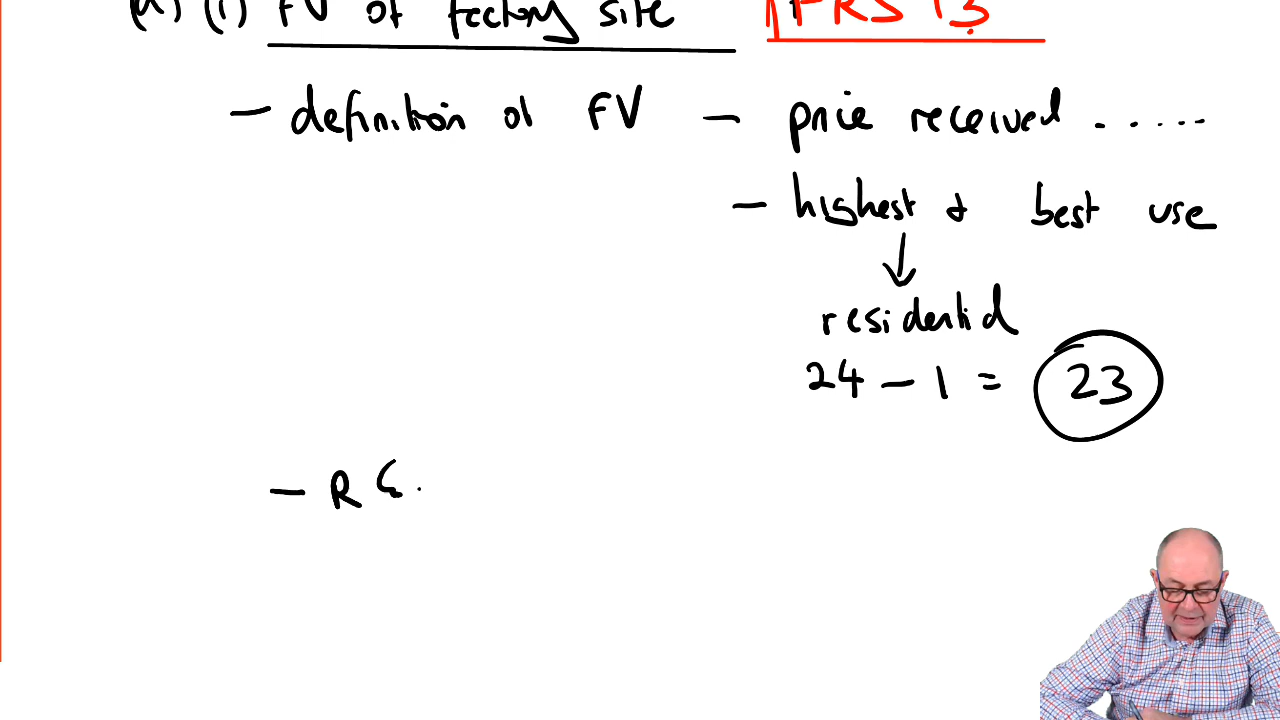 (a) (i) FV of factory site IFRS 13
- definition of FV - price received ......
- highest & best use
↓
residential
24 - 1 = 23
- R &